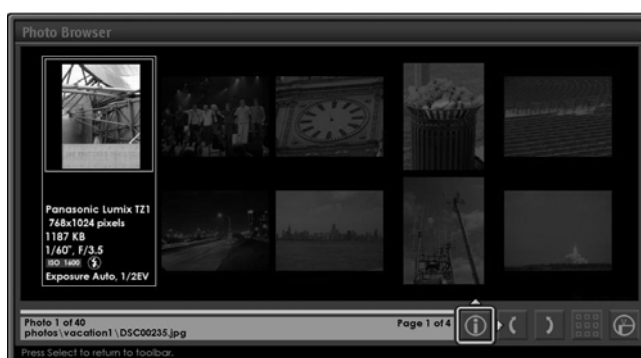 Photo Browser
Panasonic Lumix TZ1
768x1024 pixels
1187 KB
1/60", F/3.5
ISO 1600
Exposure Auto, 1/2EV
Photo 1 of 40
Page 1 of 4
photos\vacation1\DSC00235.jpg
Press Select to return to toolbar.